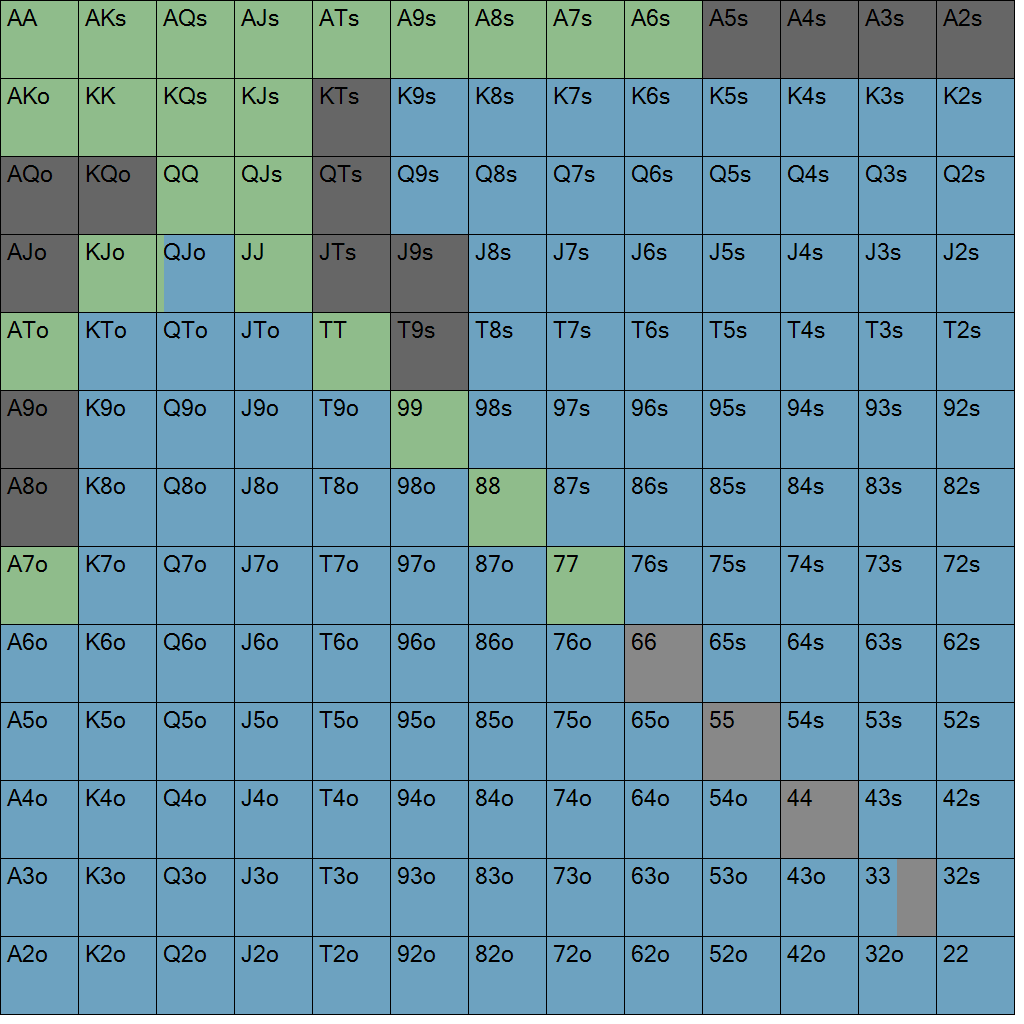 AA AKs AQs AJs ATs A9s A8s A7s A6s A5s A4s A3s A2s
AKo KK KQs KJs KTs K9s K8s K7s K6s K5s K4s K3s K2s
AQo KQo QQ QJs QTs Q9s Q8s Q7s Q6s Q5s Q4s Q3s Q2s
AJo KJo QJo JJ JTs J9s J8s J7s J6s J5s J4s J3s J2s
ATo KTo QTo JTo TT T9s T8s T7s T6s T5s T4s T3s T2s
A9o K9o Q9o J9o T9o 99 98s 97s 96s 95s 94s 93s 92s
A8o K8o Q8o J8o T8o 98o 88 87s 86s 85s 84s 83s 82s
A7o K7o Q7o J7o T7o 97o 87o 77 76s 75s 74s 73s 72s
A6o K6o Q6o J6o T6o 96o 86o 76o 66 65s 64s 63s 62s
A5o K5o Q5o J5o T5o 95o 85o 75o 65o 55 54s 53s 52s
A4o K4o Q4o J4o T4o 94o 84o 74o 64o 54o 44 43s 42s
A3o K3o Q3o J3o T3o 93o 83o 73o 63o 53o 43o 33 32s
A2o K2o Q2o J2o T2o 92o 82o 72o 62o 52o 42o 32o 22